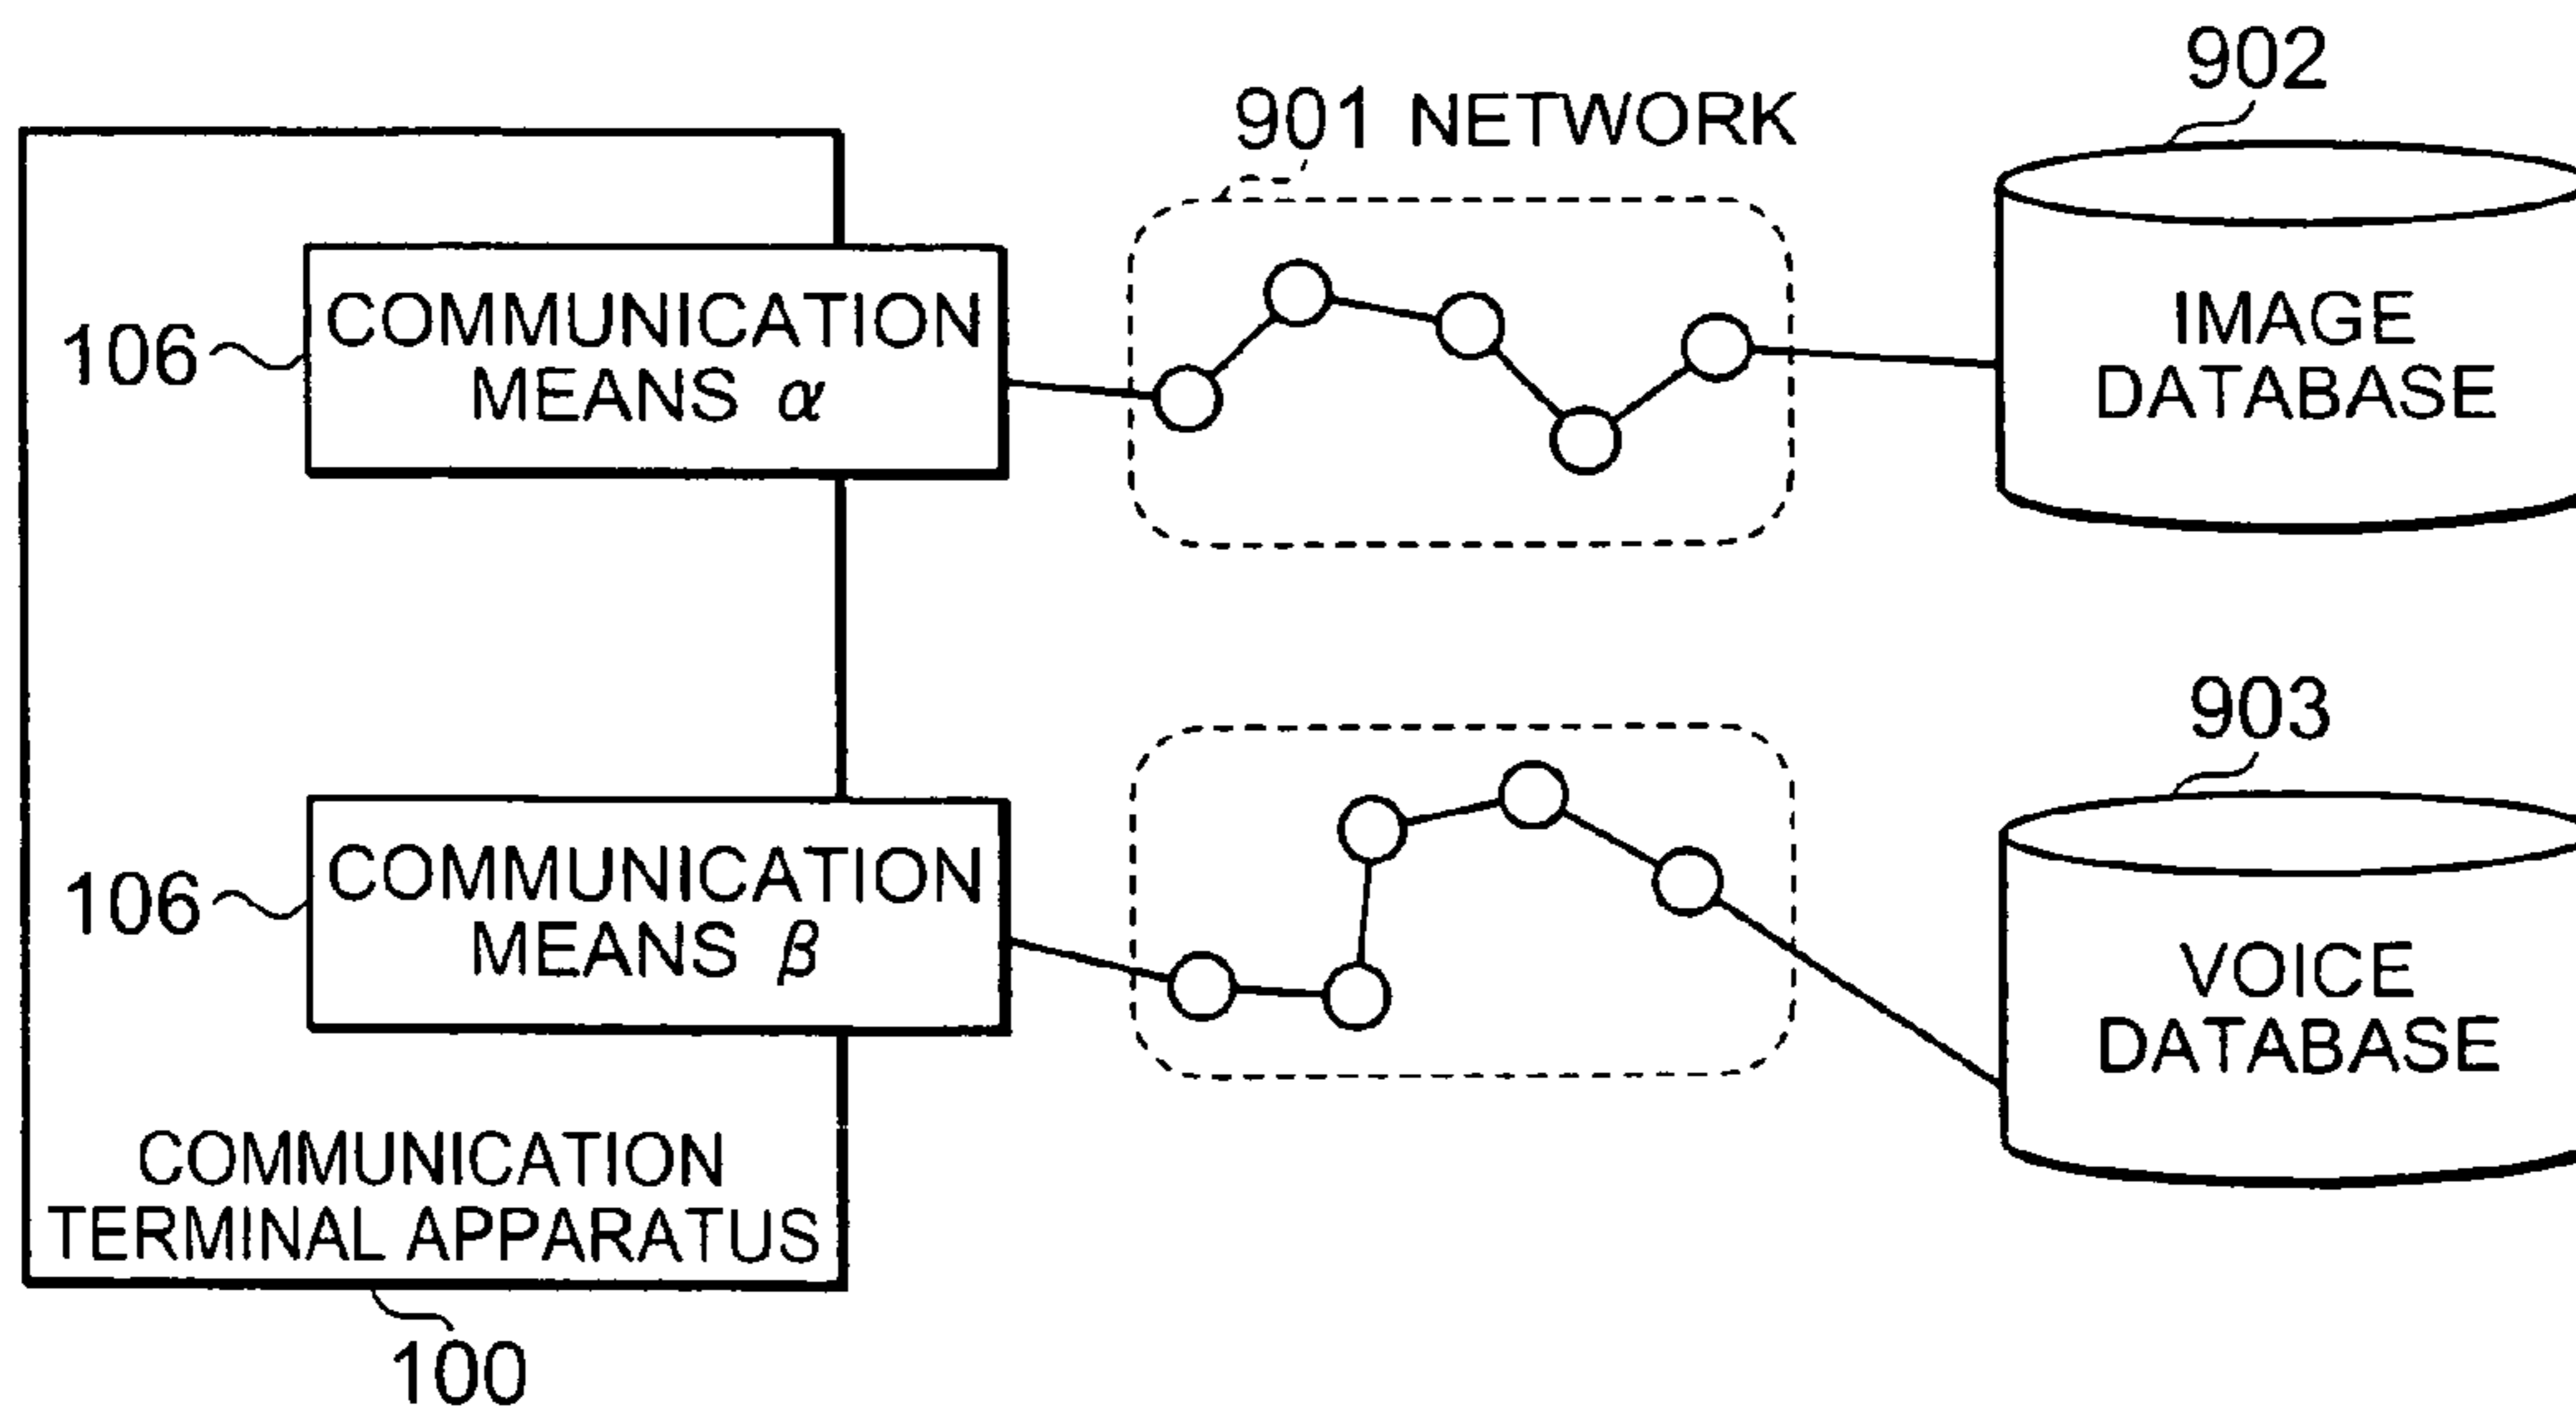 902
901 NETWORK
106
COMMUNICATION
MEANS α
IMAGE
DATABASE
903
106
COMMUNICATION
MEANS β
VOICE
DATABASE
COMMUNICATION
TERMINAL APPARATUS
100